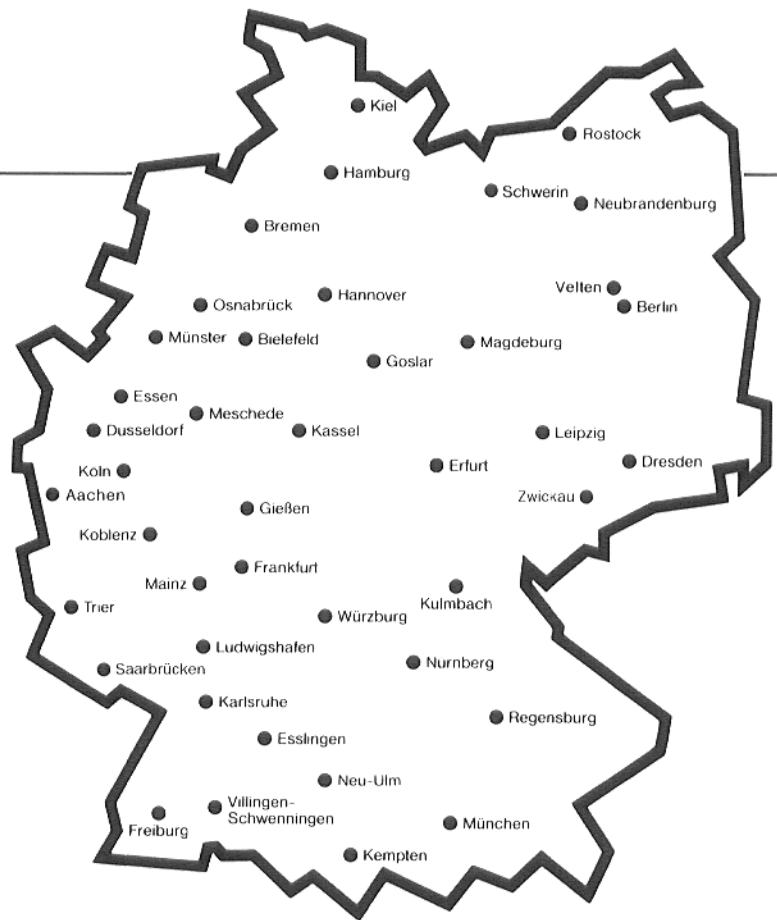 Kiel
Rostock
Hamburg
Schwerin
Neubrandenburg
Bremen
Velten
Hannover
Osnabrück
Berlin
Münster
Bielefeld
Magdeburg
Goslar
Essen
Meschede
Dusseldorf
Kassel
Leipzig
Koln
Erfurt
Dresden
Aachen
Zwickau
Gießen
Koblenz
Frankfurt
Mainz
Kulmbach
Trier
Würzburg
Ludwigshafen
Nurnberg
Saarbrücken
Karlsruhe
Regensburg
Esslingen
Neu-Ulm
Villingen-
Schwenningen
Freiburg
München
Kempten